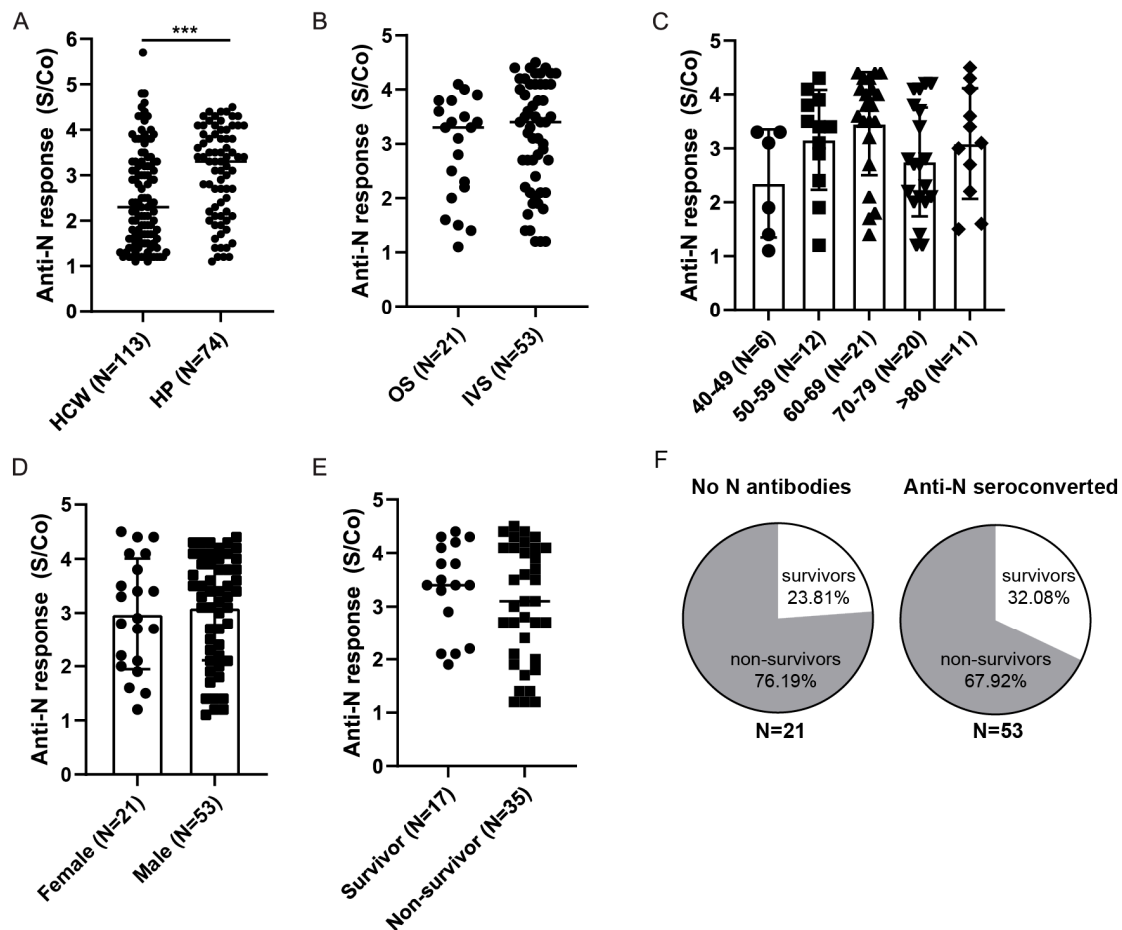 A
Anti-N response (S/Co)
6
5
4
3
2
1
0
***
HCW (N=113)
HP (N=74)
B
Anti-N response (S/Co)
5
4
3
2
1
0
OS (N=21)
IVS (N=53)
C
Anti-N response (S/Co)
5
4
3
2
1
0
40-49 (N=6)
50-59 (N=12)
60-69 (N=21)
70-79 (N=20)
>80 (N=11)
D
Anti-N response (S/Co)
5
4
3
2
1
0
Female (N=21)
Male (N=53)
E
Anti-N response (S/Co)
5
4
3
2
1
0
Survivor (N=17)
Non-survivor (N=35)
F
No N antibodies
survivors
23.81%
non-survivors
76.19%
N=21
Anti-N seroconverted
survivors
32.08%
non-survivors
67.92%
N=53